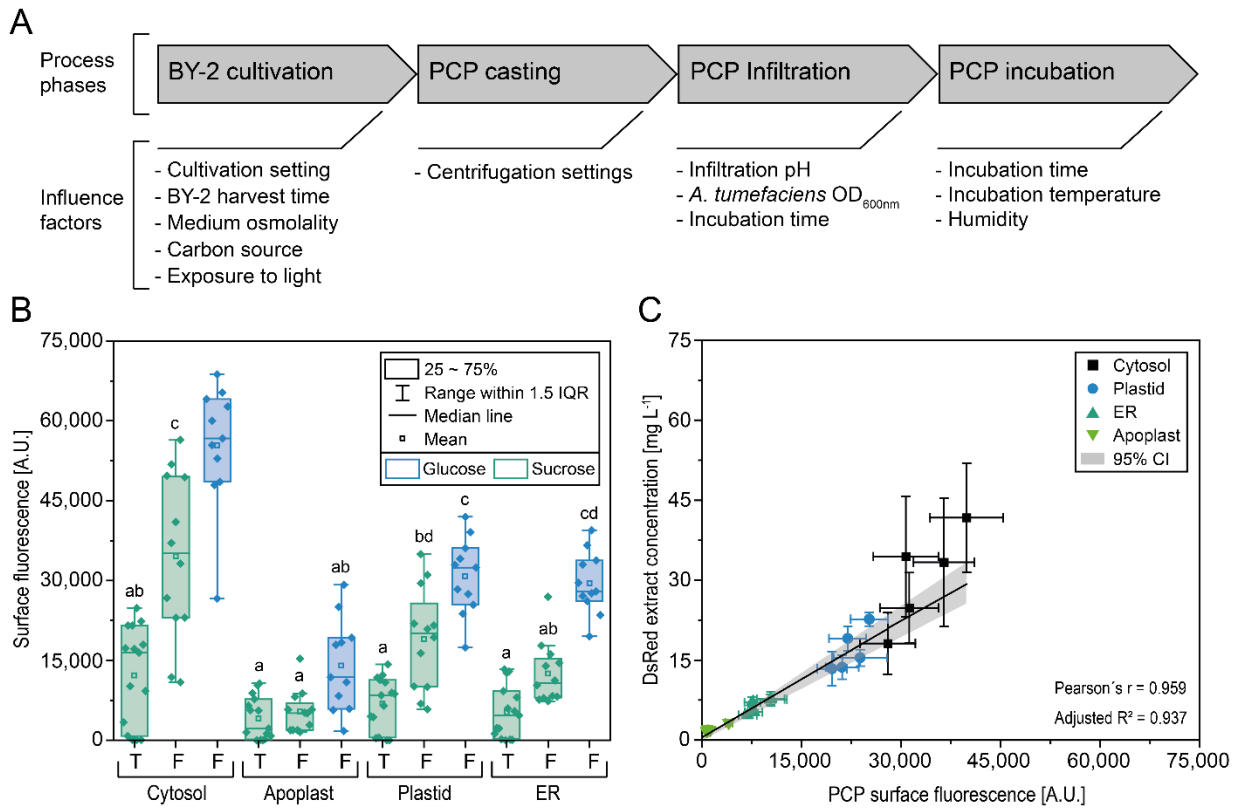 A
Process phases
BY-2 cultivation
PCP casting
PCP Infiltration
PCP incubation
Influence factors
- Cultivation setting
- BY-2 harvest time
- Medium osmolality
- Carbon source
- Exposure to light
- Centrifugation settings
- Infiltration pH
- A. tumefaciens OD600nm
- Incubation time
- Incubation time
- Incubation temperature
- Humidity
B
Surface fluorescence [A.U.]
75,000
60,000
45,000
30,000
15,000
0
25 ~ 75%
Range within 1.5 IQR
Median line
Mean
Glucose
Sucrose
ab
c
a
a
ab
a
bd
c
a
ab
cd
T F F T F F T F F T F F
Cytosol Apoplast Plastid ER
C
DsRed extract concentration [mg L-1]
75
60
45
30
15
0
Cytosol
Plastid
ER
Apoplast
95% CI
Pearson´s r = 0.959
Adjusted R² = 0.937
0 15,000 30,000 45,000 60,000 75,000
PCP surface fluorescence [A.U.]